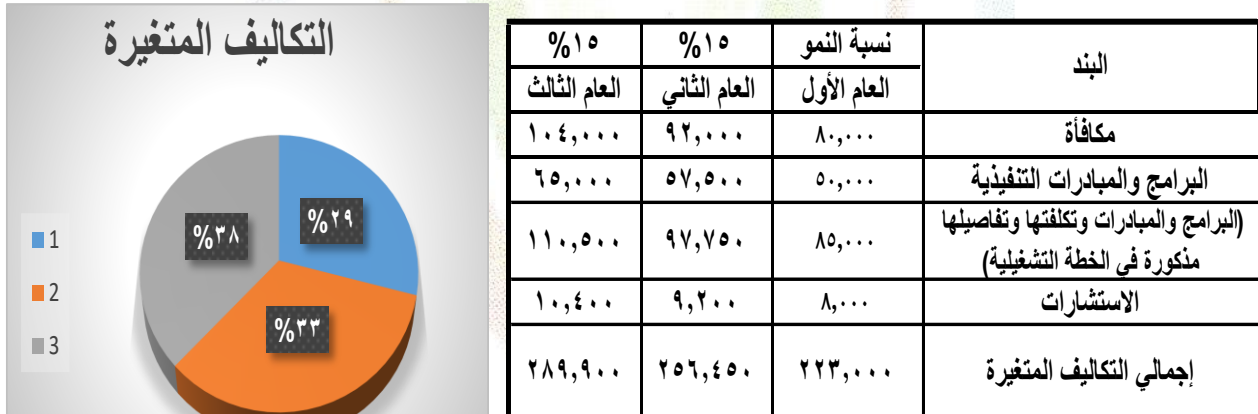 التكاليف المتغيرة
%٢٩
%٣٨
%٣٣
1
2
3
البند نسبة النمو %١٥ %١٥
العام الأول العام الثاني العام الثالث
مكافأة ٨٠,٠٠٠ ٩٢,٠٠٠ ١٠٤,٠٠٠
البرامج والمبادرات التنفيذية ٥٠,٠٠٠ ٥٧,٥٠٠ ٦٥,٠٠٠
(البرامج والمبادرات وتكلفتها وتفاصيلها
مذكورة في الخطة التشغيلية) ٨٥,٠٠٠ ٩٧,٧٥٠ ١١٠,٥٠٠
الاستشارات ٨,٠٠٠ ٩,٢٠٠ ١٠,٤٠٠
إجمالي التكاليف المتغيرة ٢٢٣,٠٠٠ ٢٥٦,٤٥٠ ٢٨٩,٩٠٠